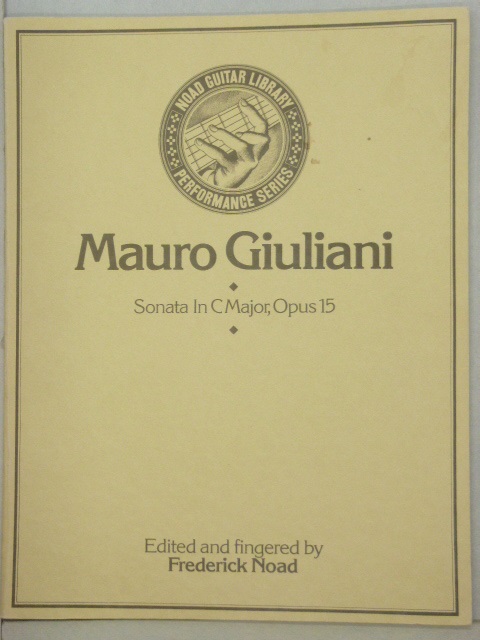 NOAD GUITAR LIBRARY
PERFORMANCE SERIES
Mauro Giuliani
Sonata In C Major, Opus 15
Edited and fingered by
Frederick Noad